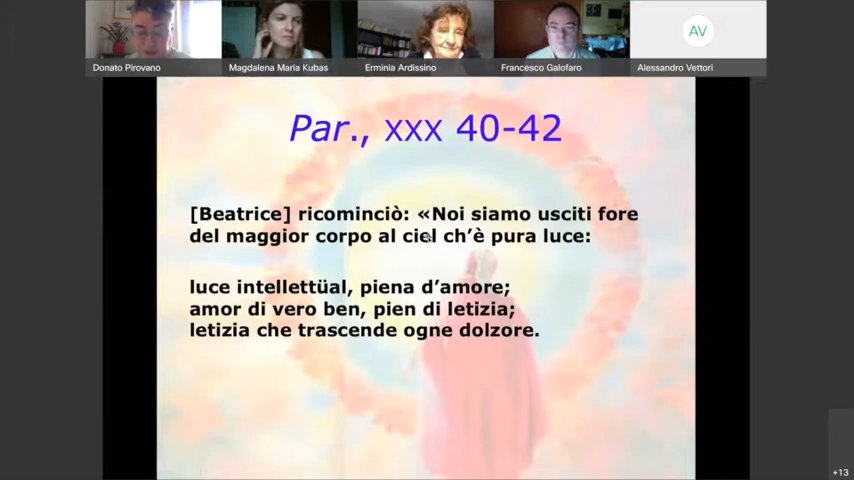 Donato Pirovano
Magdalena Maria Kubas
Erminia Ardissino
Francesco Galofaro
AV
Alessandro Vettori
Par., XXX 40-42
[Beatrice] ricominciò: «Noi siamo usciti fore
del maggior corpo al ciel ch’è pura luce:
luce intellettüal, piena d’amore;
amor di vero ben, pien di letizia;
letizia che trascende ogne dolzore.
+13